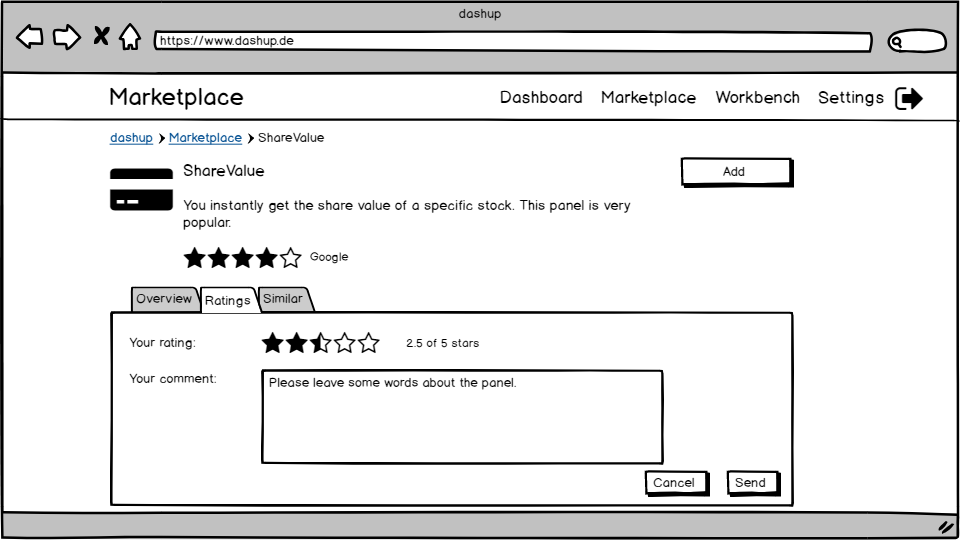 dashup
https://www.dashup.de
Marketplace
Dashboard Marketplace Workbench Settings
dashup Marketplace ShareValue
ShareValue
Add
You instantly get the share value of a specific stock. This panel is very
popular.
Google
Overview Ratings Similar
Your rating: 2.5 of 5 stars
Your comment: Please leave some words about the panel.
Cancel Send